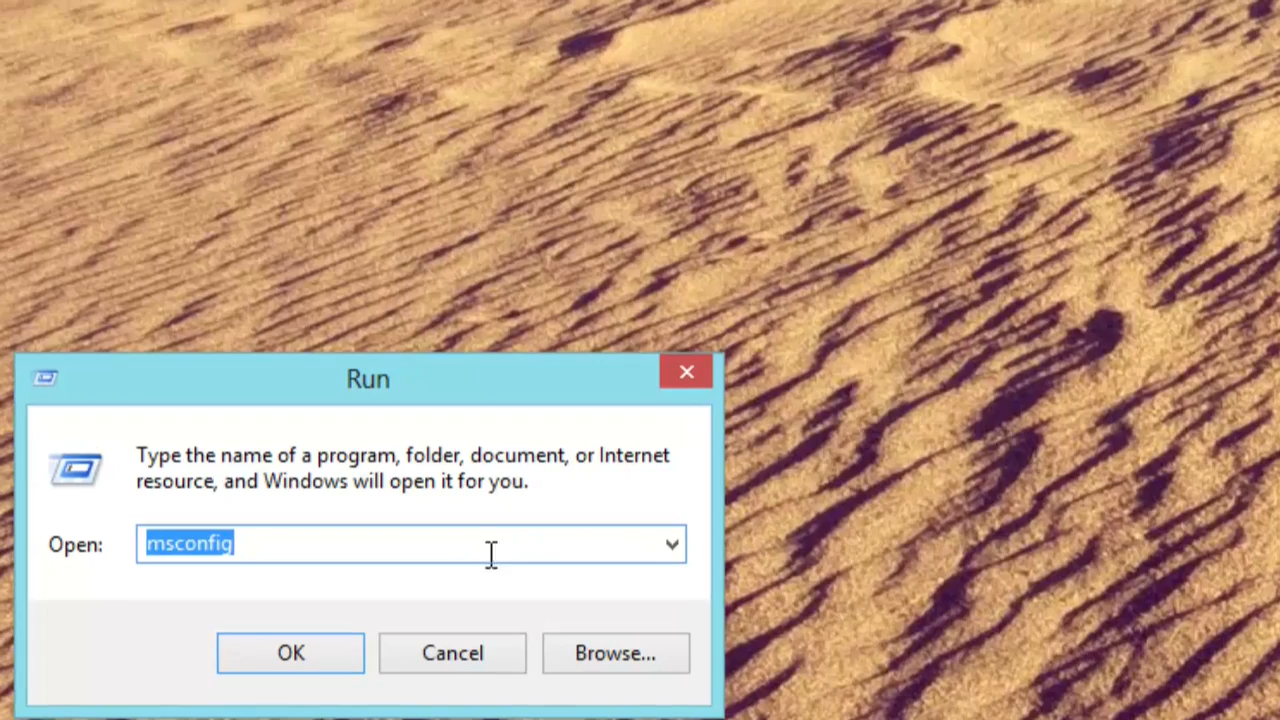 Run
Type the name of a program, folder, document, or Internet
resource, and Windows will open it for you.
Open: msconfig
OK Cancel Browse...